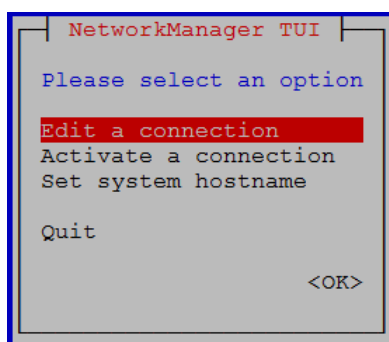 NetworkManager TUI
Please select an option
Edit a connection
Activate a connection
Set system hostname
Quit
<OK>